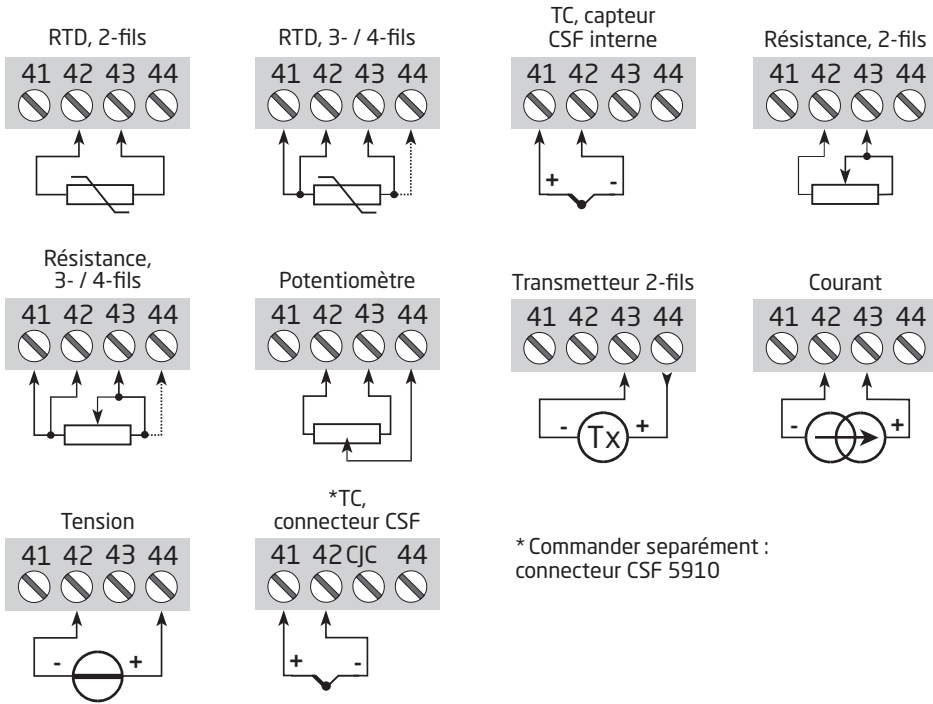 RTD, 2-fils
41 42 43 44
RTD, 3- / 4-fils
41 42 43 44
TC, capteur
CSF interne
41 42 43 44
+ -
Résistance, 2-fils
41 42 43 44
Résistance,
3- / 4-fils
41 42 43 44
Potentiomètre
41 42 43 44
Transmetteur 2-fils
41 42 43 44
- Tx +
Courant
41 42 43 44
- +
Tension
41 42 43 44
- +
*TC,
connecteur CSF
41 42 CJC 44
+ -
* Commander separément :
connecteur CSF 5910